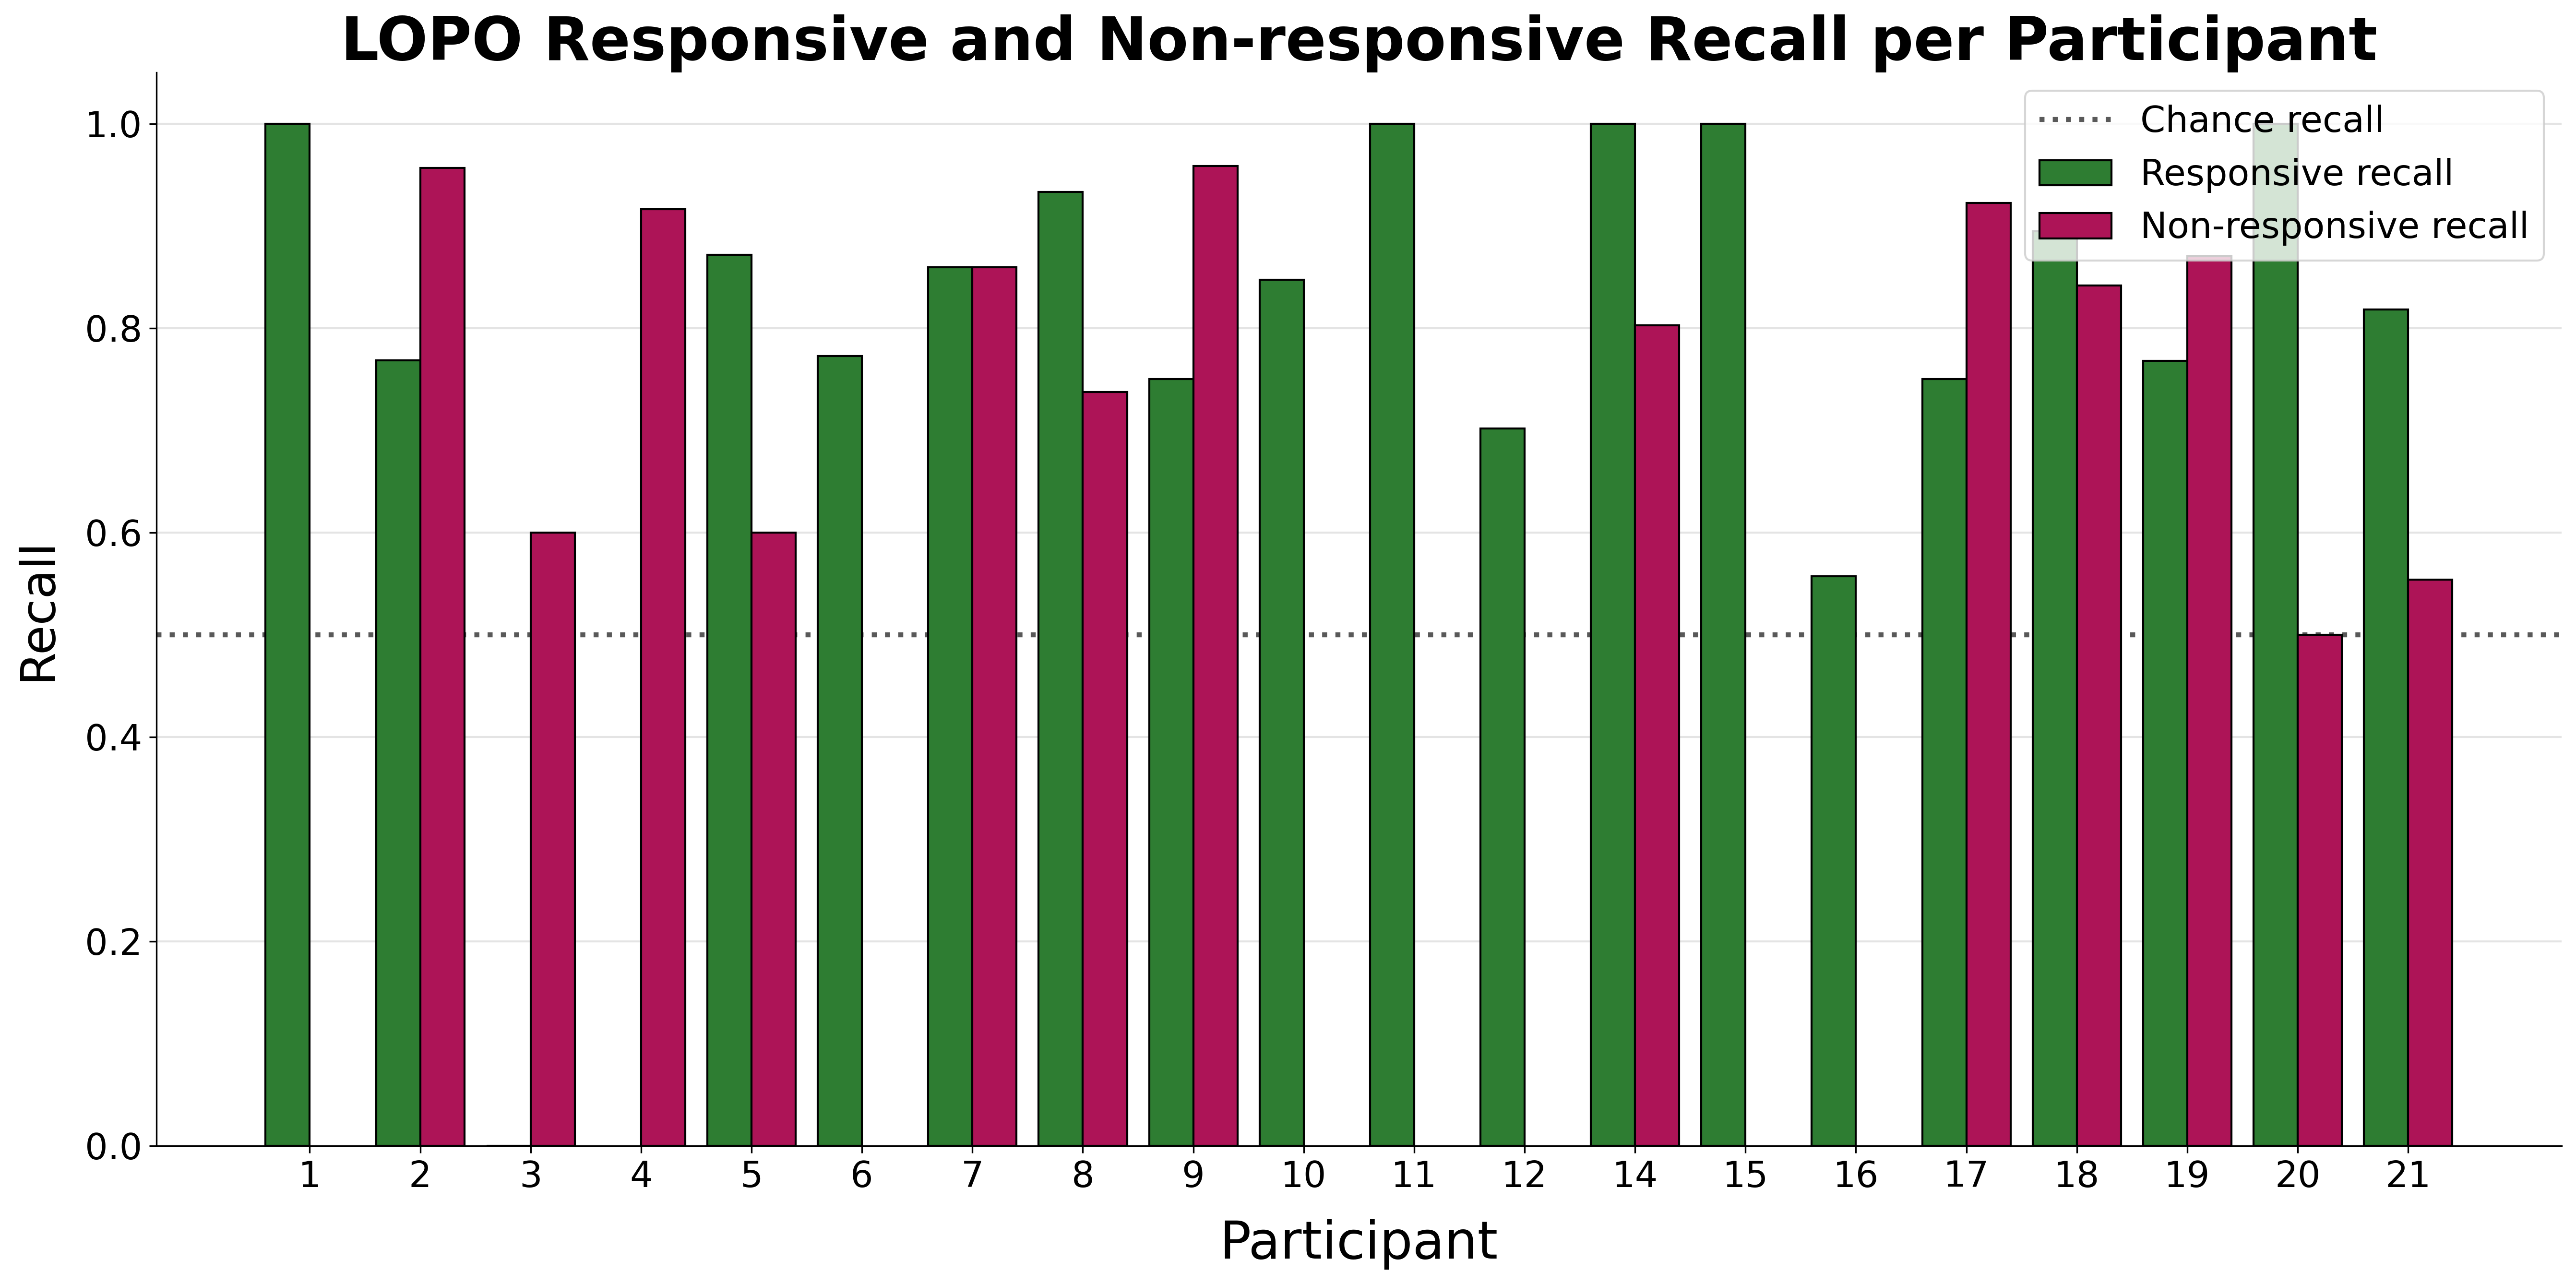 LOPO Responsive and Non-responsive Recall per Participant
Chance recall
Responsive recall
Non-responsive recall
Recall
1.0
0.8
0.6
0.4
0.2
0.0
1 2 3 4 5 6 7 8 9 10 11 12 14 15 16 17 18 19 20 21
Participant